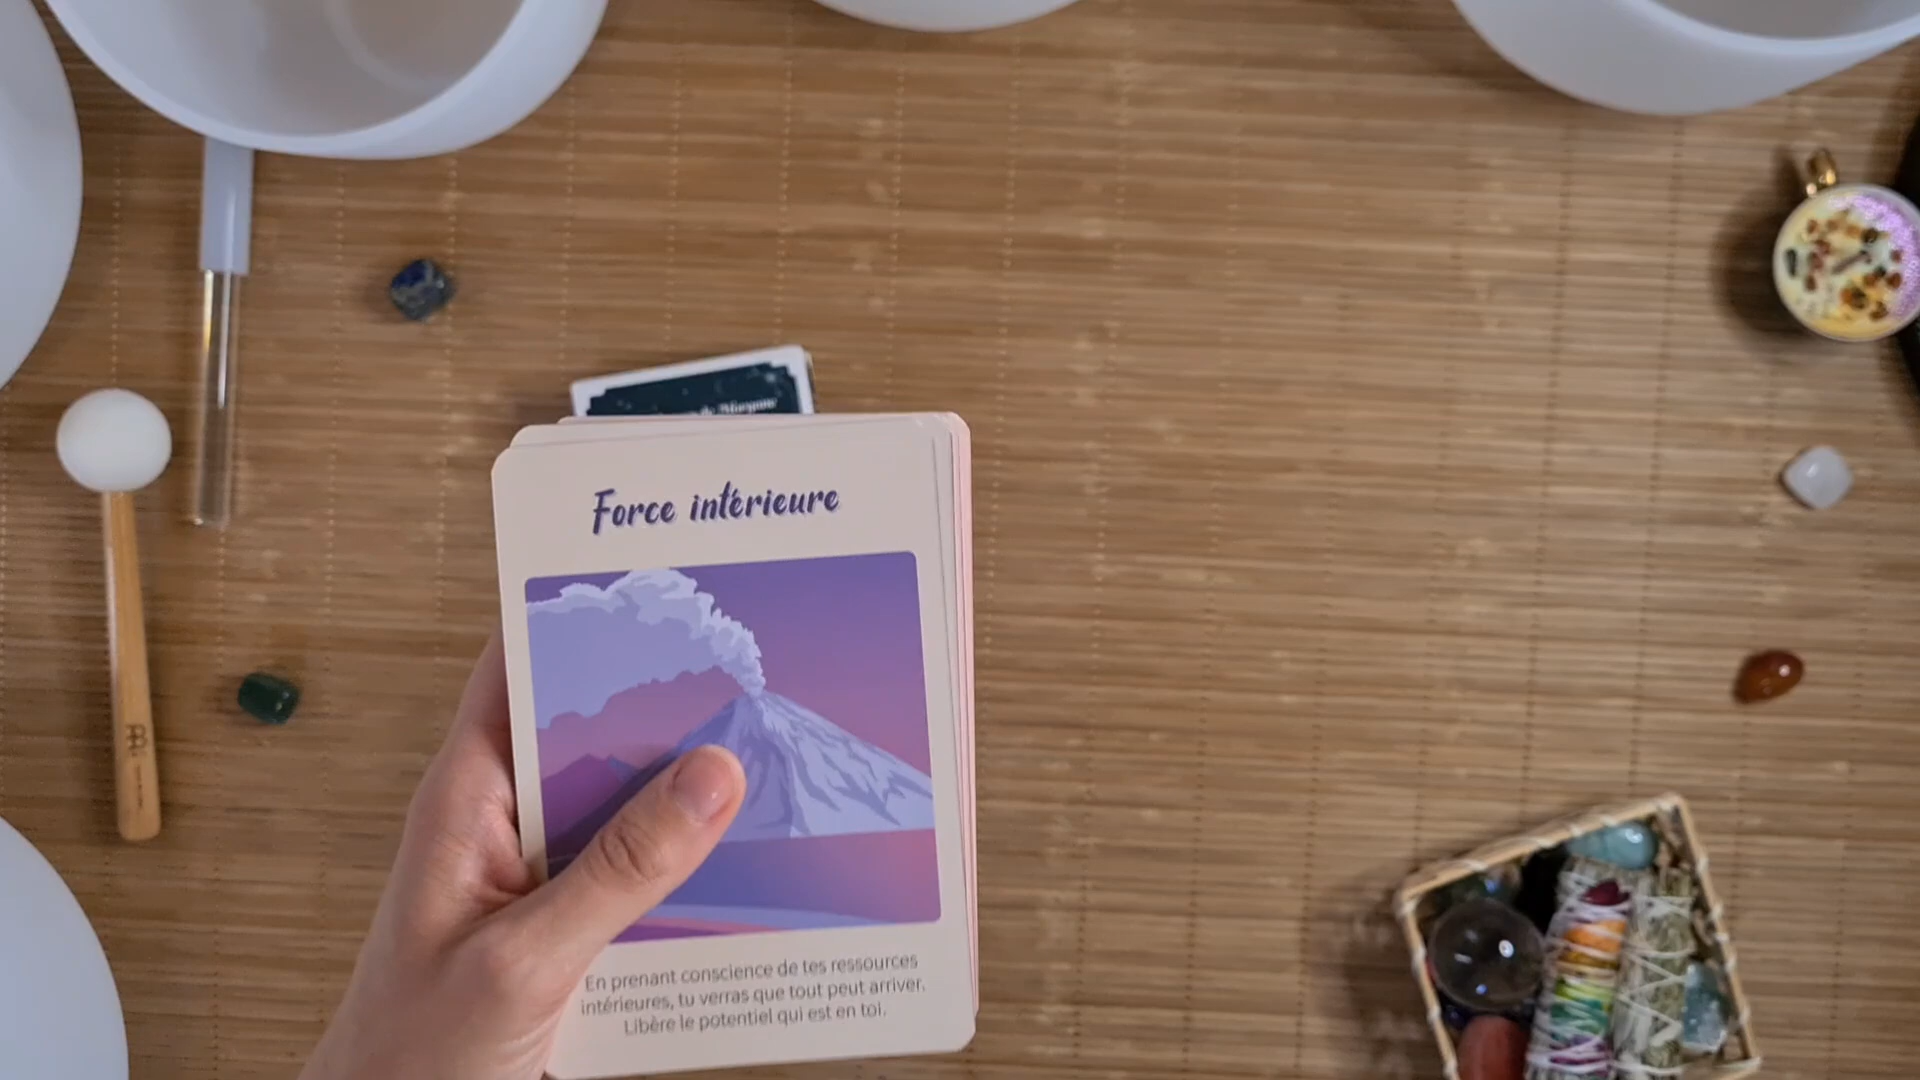 Force intérieure
En prenant conscience de tes ressources
intérieures, tu verras que tout peut arriver.
Libère le potentiel qui est en toi.